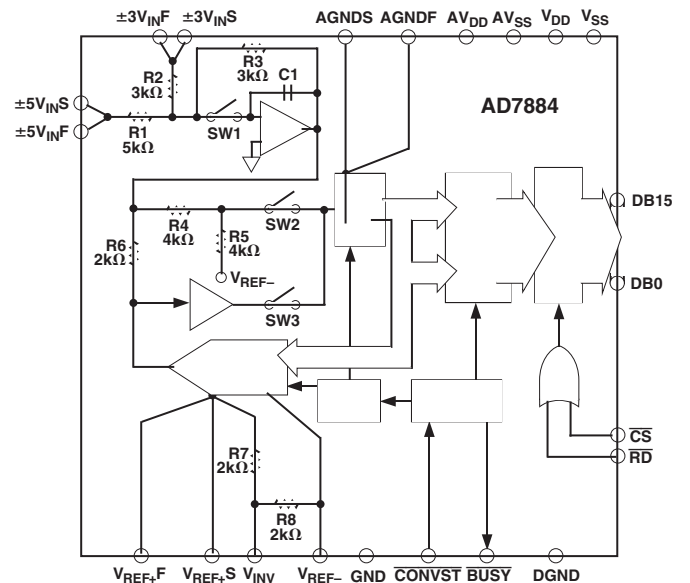 ±3VINF ±3VINS AGNDS AGNDF AVDD AVSS VDD VSS
R3
3kΩ
R2
3kΩ
C1
±5VINS
±5VINF
SW1
R1
5kΩ
AD7884
R4
4kΩ
SW2
R5
4kΩ
R6
2kΩ
VREF–
SW3
DB15
DB0
R7
2kΩ
R8
2kΩ
CS
RD
VREF+F VREF+S VINV VREF– GND CONVST BUSY DGND